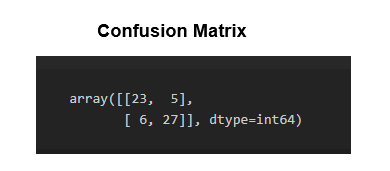 Confusion Matrix
array([[23,  5],
       [ 6, 27]], dtype=int64)